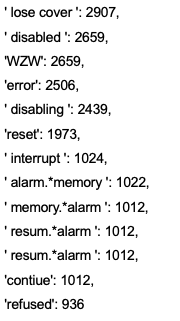 ' lose cover ': 2907,
' disabled ': 2659,
'WZW': 2659,
'error': 2506,
' disabling ': 2439,
'reset': 1973,
' interrupt ': 1024,
' alarm.*memory ': 1022,
' memory.*alarm ': 1012,
' resum.*alarm ': 1012,
' resum.*alarm ': 1012,
'contiue': 1012,
'refused': 936